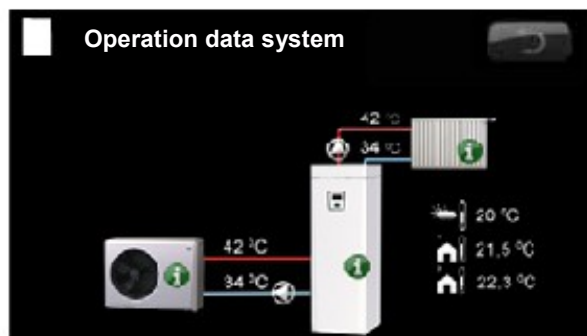 Operation data system
42 °C
34 °C
42 °C
34 °C
20 °C
21,5 °C
22,3 °C